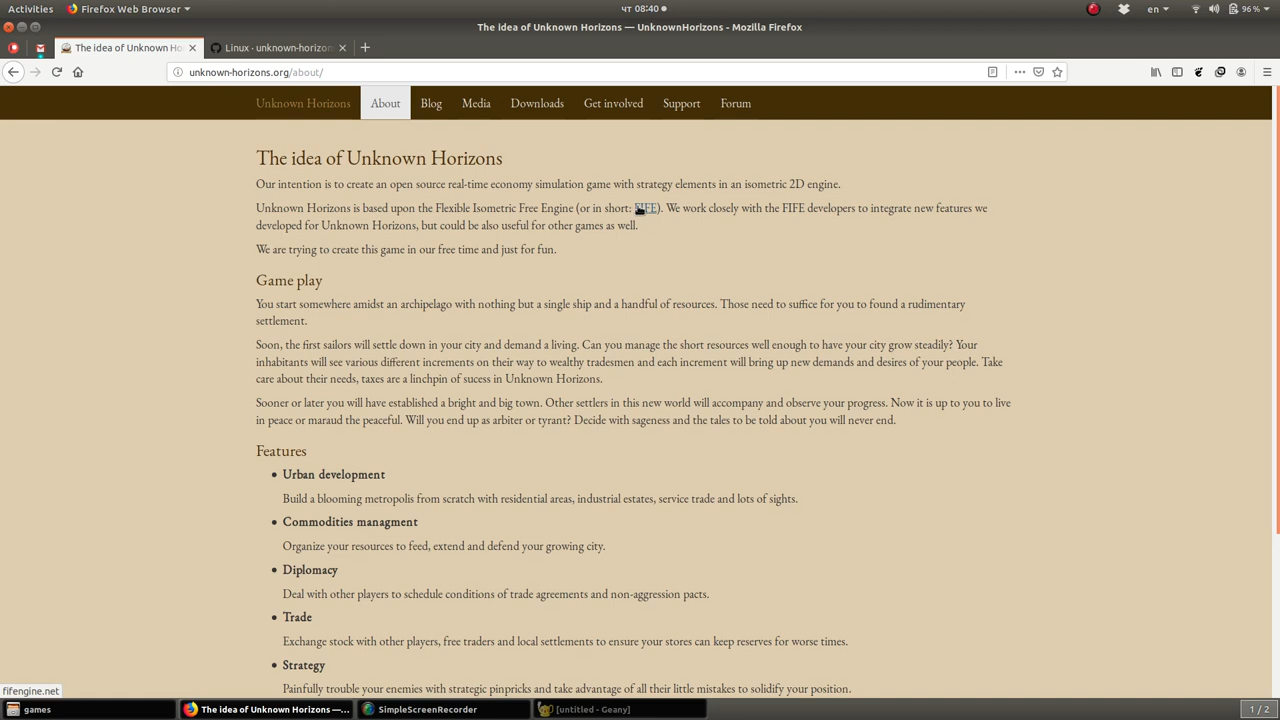 Activities Firefox Web Browser чт 08:40 en 96 %
The idea of Unknown Horizons — UnknownHorizons - Mozilla Firefox
The idea of Unknown Ho Linux · unknown-horizon
unknown-horizons.org/about/
Unknown Horizons About Blog Media Downloads Get involved Support Forum
The idea of Unknown Horizons
Our intention is to create an open source real-time economy simulation game with strategy elements in an isometric 2D engine.
Unknown Horizons is based upon the Flexible Isometric Free Engine (or in short: FIFE). We work closely with the FIFE developers to integrate new features we
developed for Unknown Horizons, but could be also useful for other games as well.
We are trying to create this game in our free time and just for fun.
Game play
You start somewhere amidst an archipelago with nothing but a single ship and a handful of resources. Those need to suffice for you to found a rudimentary
settlement.
Soon, the first sailors will settle down in your city and demand a living. Can you manage the short resources well enough to have your city grow steadily? Your
inhabitants will see various different increments on their way to wealthy tradesmen and each increment will bring up new demands and desires of your people. Take
care about their needs, taxes are a linchpin of sucess in Unknown Horizons.
Sooner or later you will have established a bright and big town. Other settlers in this new world will accompany and observe your progress. Now it is up to you to live
in peace or maraud the peaceful. Will you end up as arbiter or tyrant? Decide with sageness and the tales to be told about you will never end.
Features
• Urban development
Build a blooming metropolis from scratch with residential areas, industrial estates, service trade and lots of sights.
• Commodities managment
Organize your resources to feed, extend and defend your growing city.
• Diplomacy
Deal with other players to schedule conditions of trade agreements and non-aggression pacts.
• Trade
Exchange stock with other players, free traders and local settlements to ensure your stores can keep reserves for worse times.
• Strategy
Painfully trouble your enemies with strategic pinpricks and take advantage of all their little mistakes to solidify your position.
fifengine.net
games The idea of Unknown Horizons —... SimpleScreenRecorder [untitled - Geany] 1 / 2